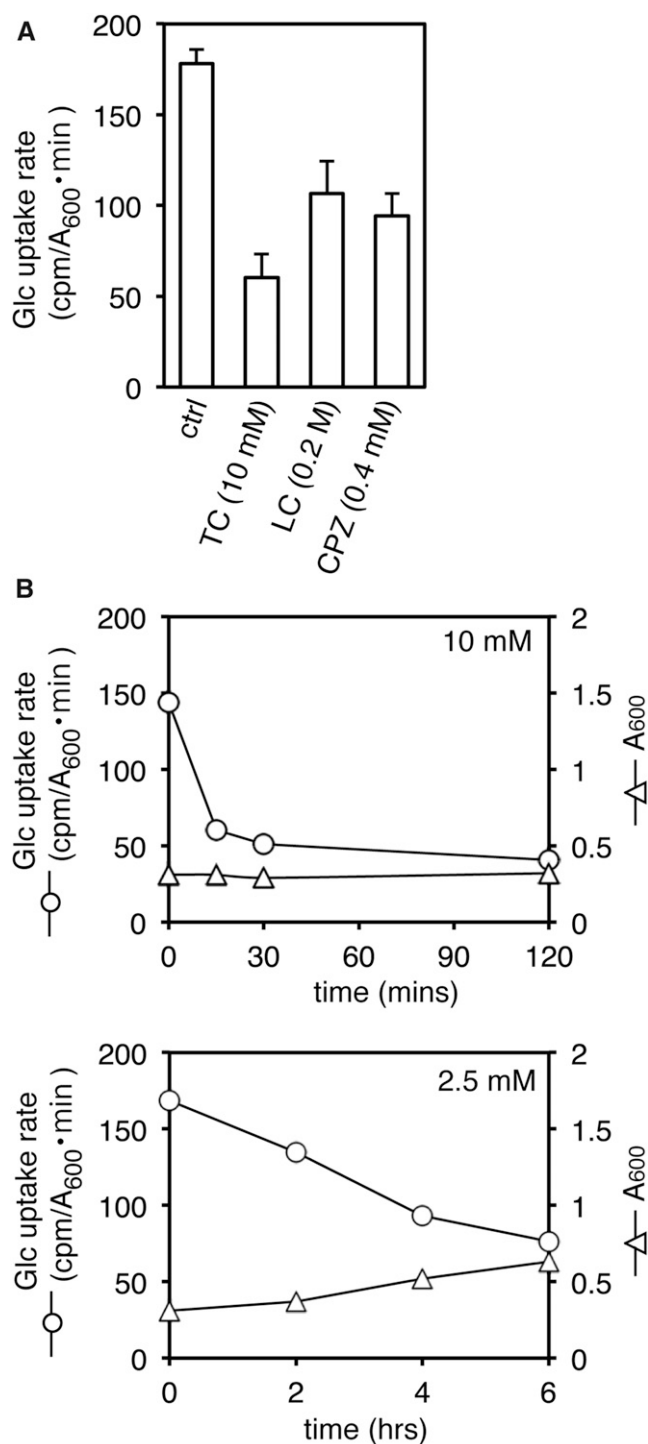 A
Glc uptake rate
(cpm/A600•min)
200
150
100
50
0
ctrl
TC (10 mM)
LC (0.2 M)
CPZ (0.4 mM)
B
Glc uptake rate
(cpm/A600•min)
200
150
100
50
0
10 mM
2
1.5
1
0.5
0
A600
0 30 60 90 120
time (mins)
Glc uptake rate
(cpm/A600•min)
200
150
100
50
0
2.5 mM
2
1.5
1
0.5
0
A600
0 2 4 6
time (hrs)